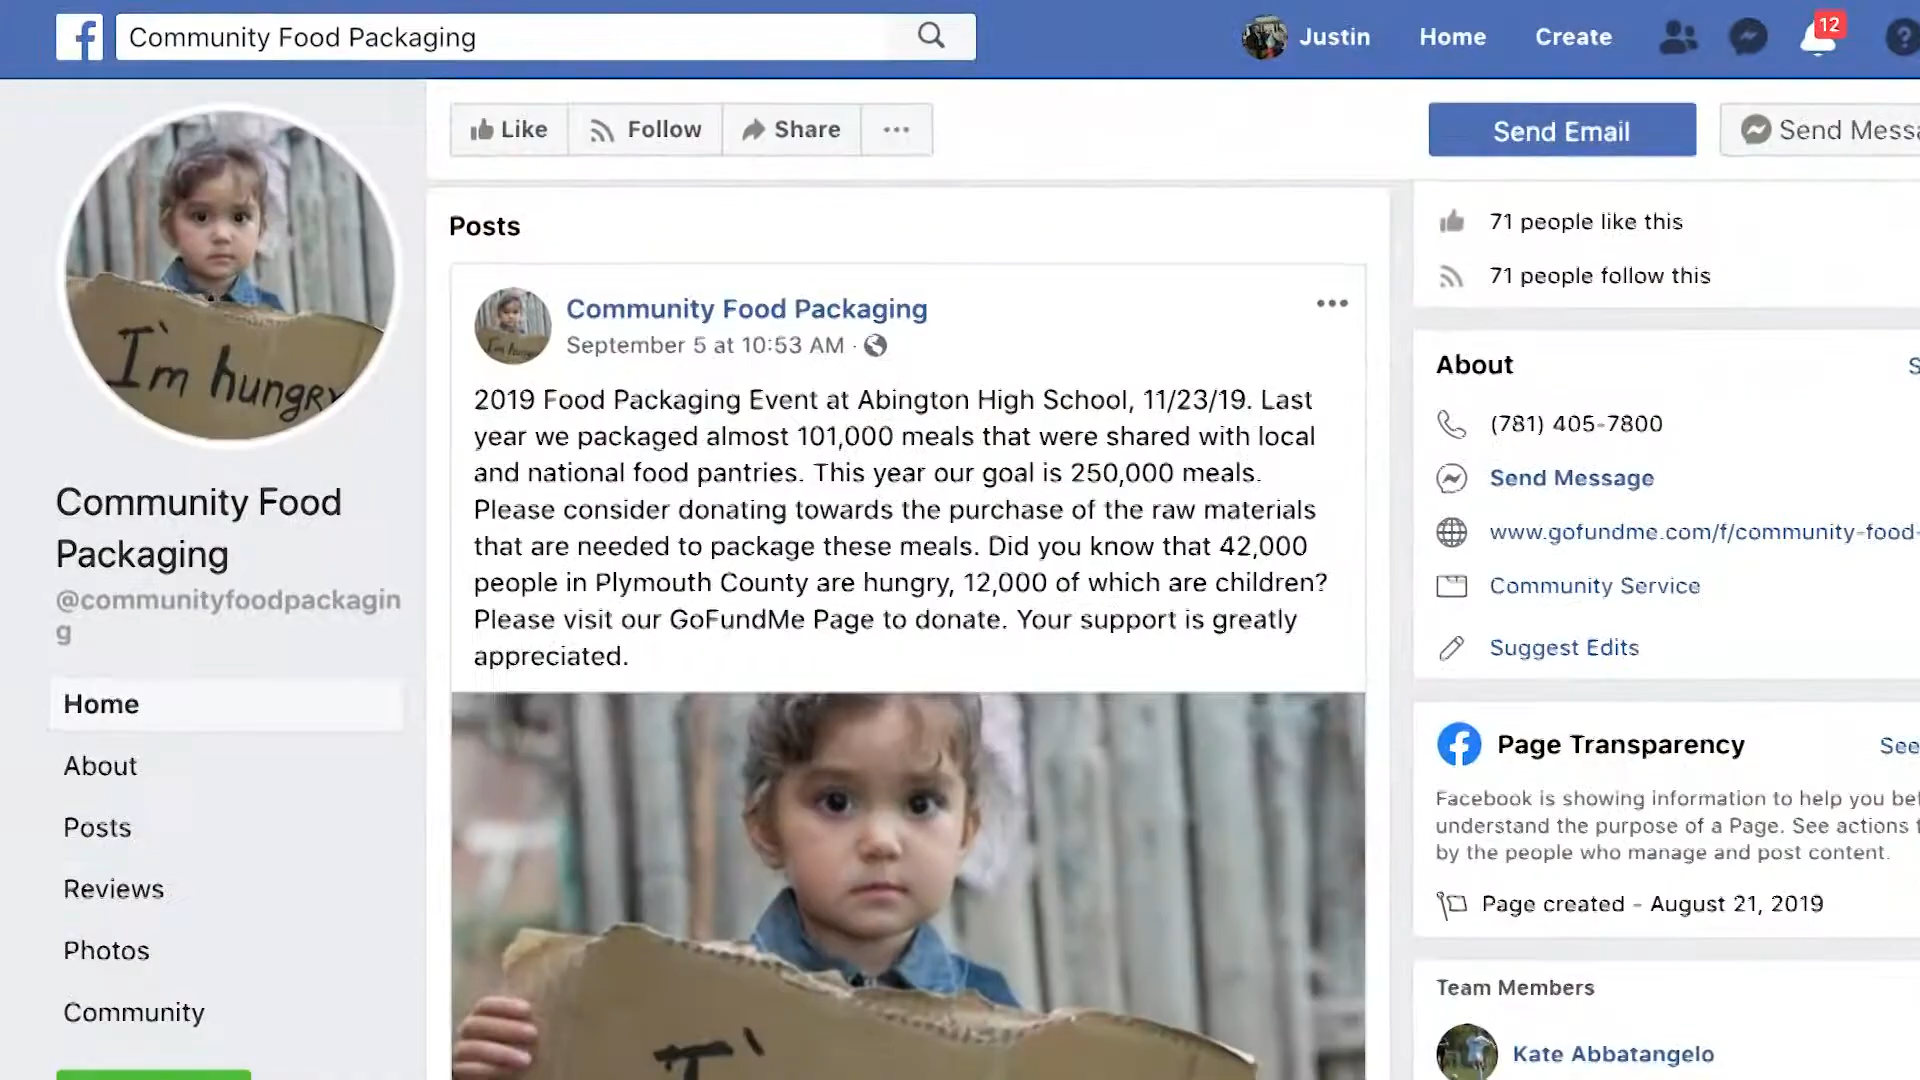 Community Food Packaging
Justin
Home
Create
12
?
Like
Follow
Share
Send Email
I'm hungry
Community Food
Packaging
@communityfoodpackagin
g
Home
About
Posts
Reviews
Photos
Community
Posts
Community Food Packaging
September 5 at 10:53 AM ·
2019 Food Packaging Event at Abington High School, 11/23/19. Last
year we packaged almost 101,000 meals that were shared with local
and national food pantries. This year our goal is 250,000 meals.
Please consider donating towards the purchase of the raw materials
that are needed to package these meals. Did you know that 42,000
people in Plymouth County are hungry, 12,000 of which are children?
Please visit our GoFundMe Page to donate. Your support is greatly
appreciated.
I'
71 people like this
71 people follow this
About
(781) 405-7800
Send Message
www.gofundme.com/f/community-food-
Community Service
Suggest Edits
Page Transparency
See
Facebook is showing information to help you
understand the purpose of a Page. See actions
by the people who manage and post content.
Page created - August 21, 2019
Team Members
Kate Abbatangelo